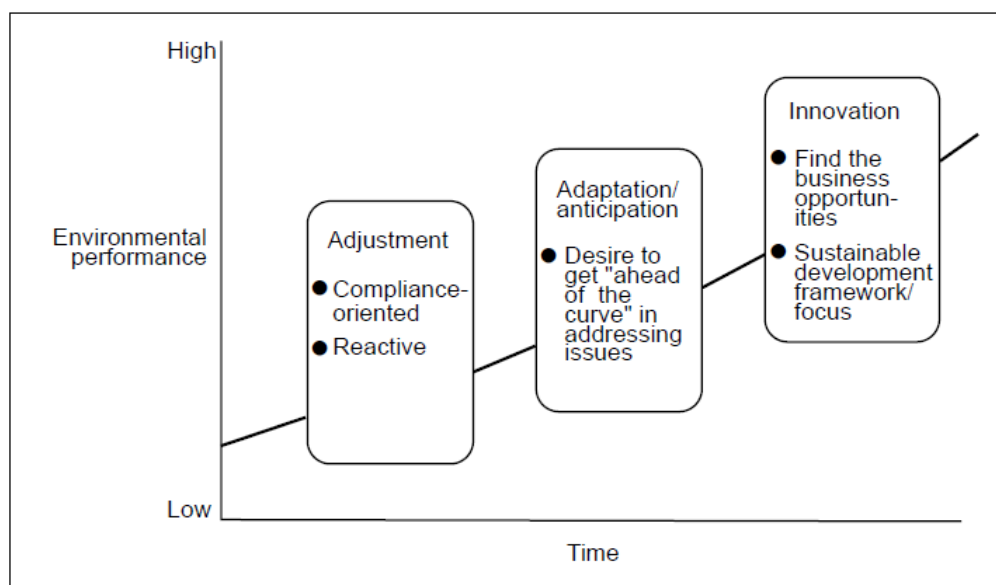 High
Environmental
performance
Low
Adjustment
● Compliance-
oriented
● Reactive
Adaptation/
anticipation
● Desire to
get "ahead
of the
curve" in
addressing
issues
Innovation
● Find the
business
opportun-
ities
● Sustainable
development
framework/
focus
Time